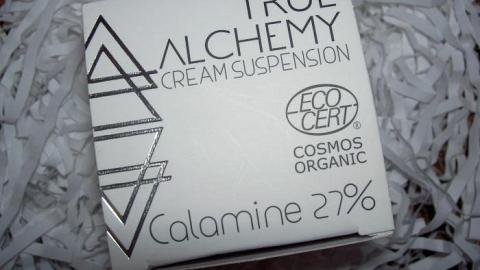 TRUE
ALCHEMY
CREAM SUSPENSION
ECO
CERT
®
COSMOS
ORGANIC
Calamine 27%